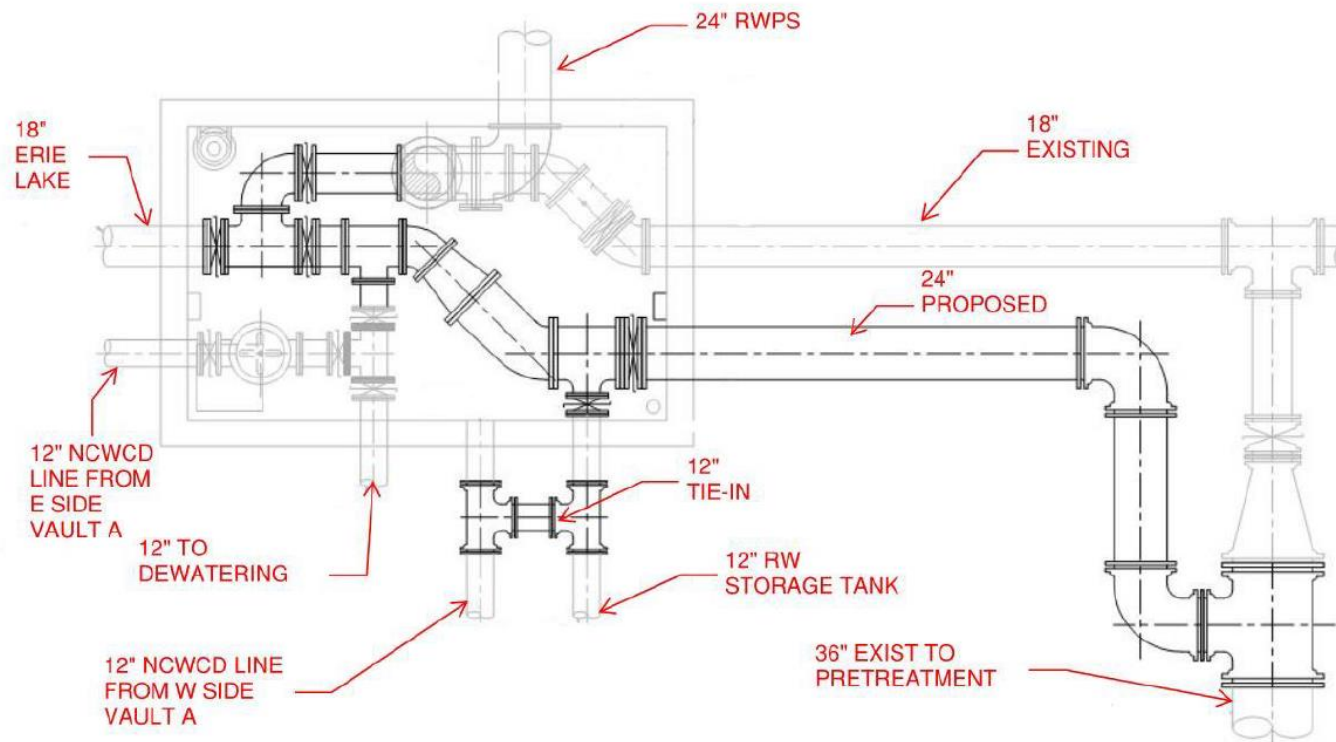 24" RWPS
18"
ERIE
LAKE
18"
EXISTING
24"
PROPOSED
12" NCWCD
LINE FROM
E SIDE
VAULT A
12"
TIE-IN
12" TO
DEWATERING
12" RW
STORAGE TANK
12" NCWCD LINE
FROM W SIDE
VAULT A
36" EXIST TO
PRETREATMENT